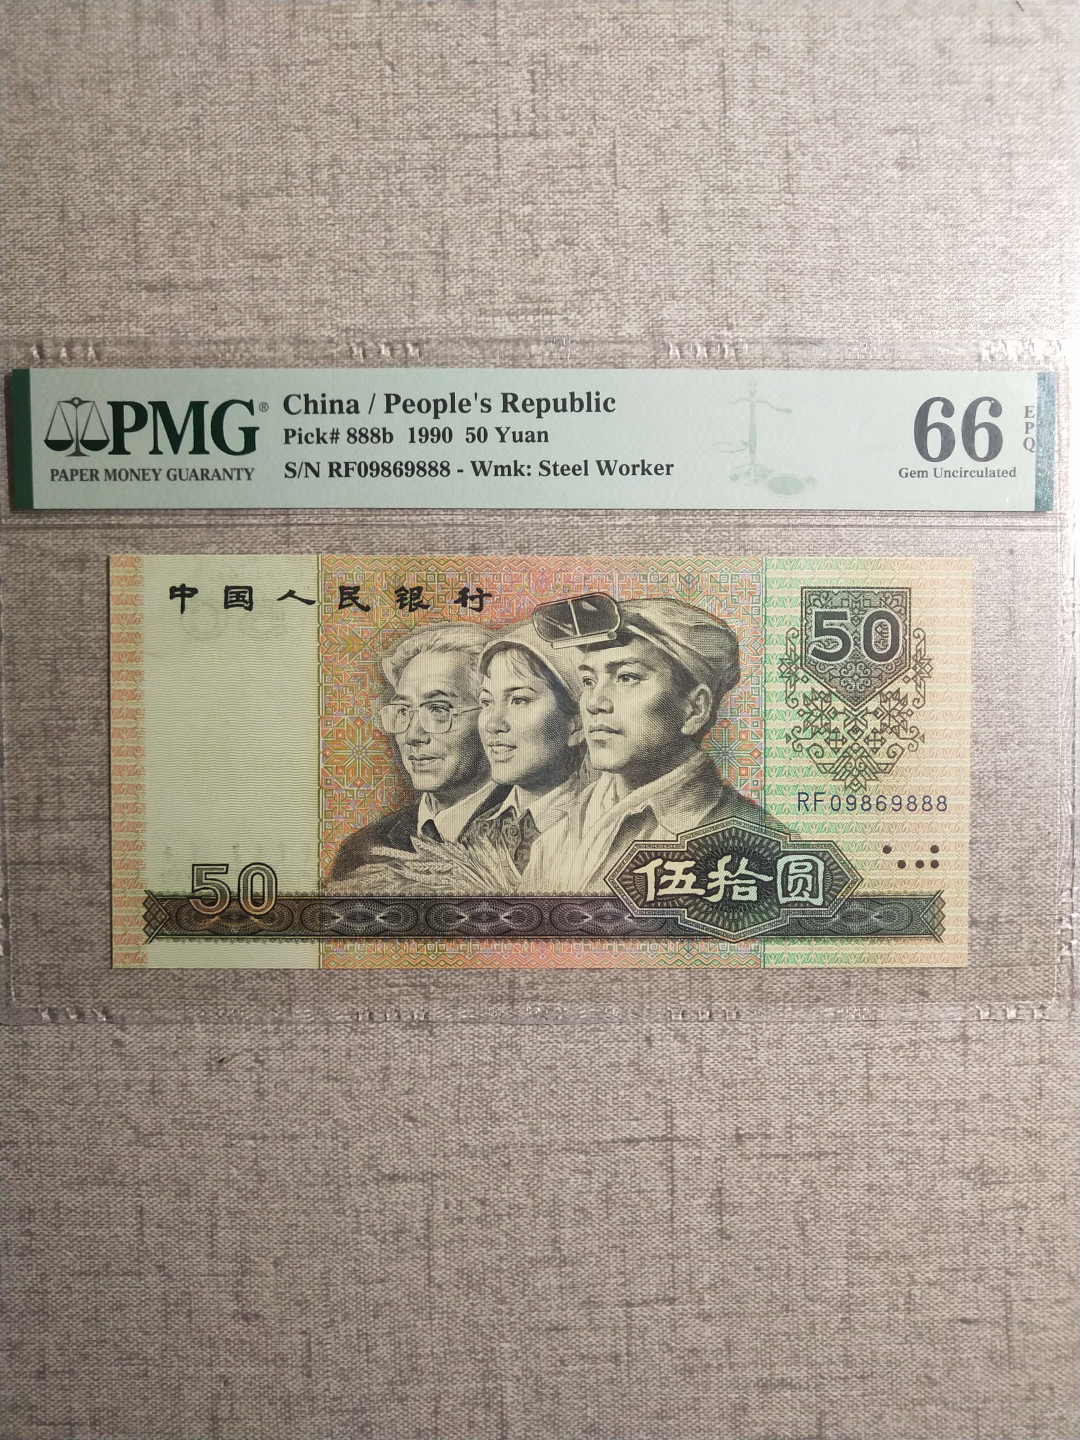 PMG®
PAPER MONEY GUARANTY
China / People's Republic
Pick# 888b 1990 50 Yuan
S/N RF09869888 - Wmk: Steel Worker
66
EPQ
Gem Uncirculated
中国人民银行
50
RF09869888
50
伍拾圆